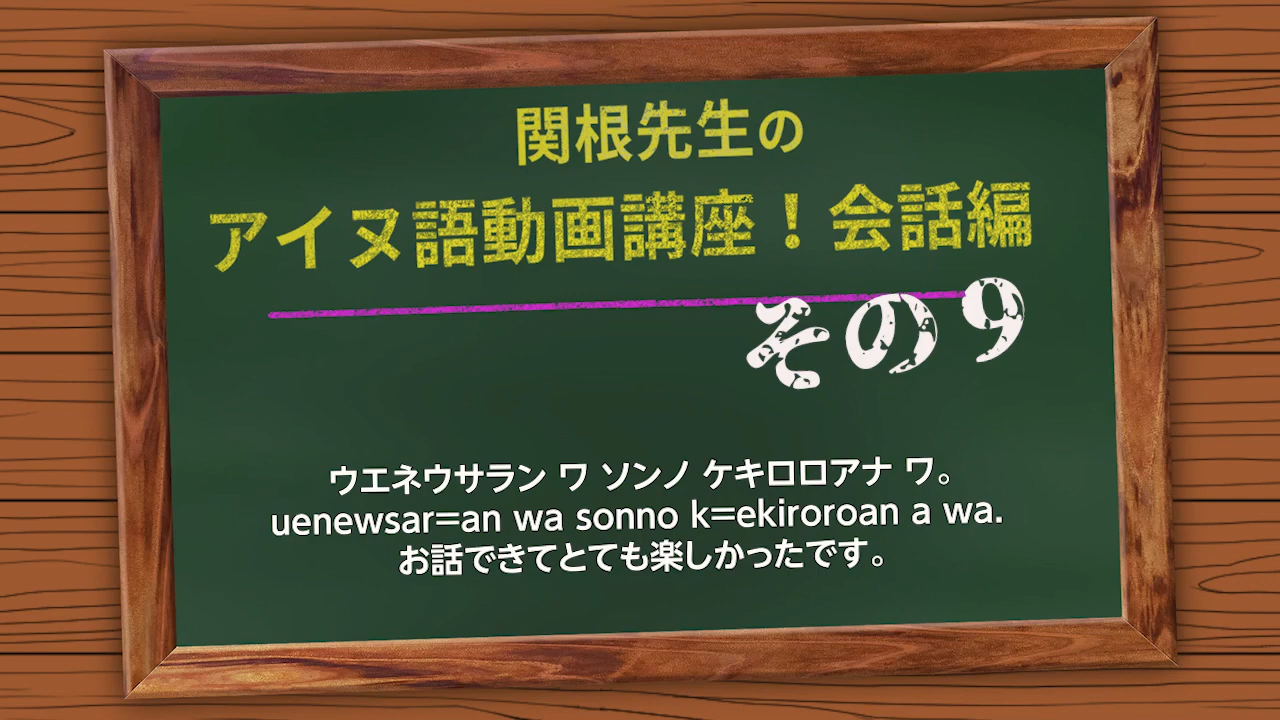 関根先生の
アイヌ語動画講座！会話編
その9
ウエネウサラン ワ ソンノ ケキロロアナ ワ。
uenewsar=an wa sonno k=ekiroroan a wa.
お話できてとても楽しかったです。